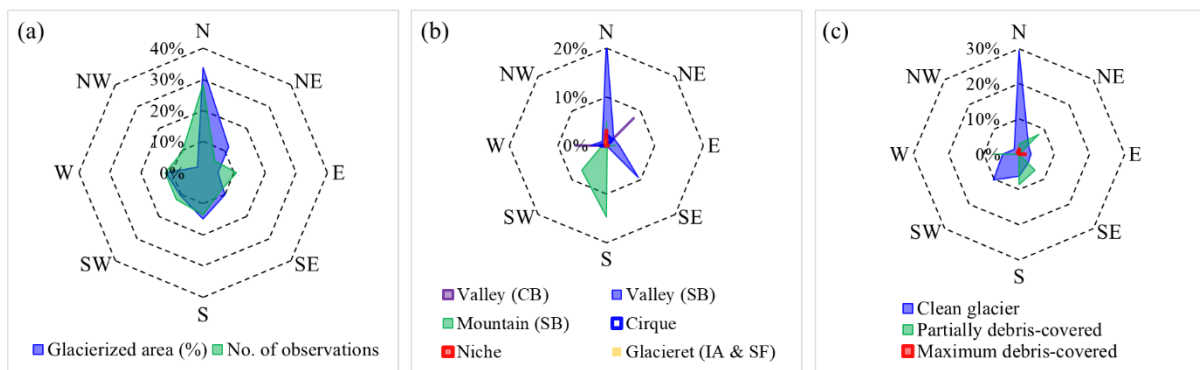 (a)
N
40%
30%
20%
10%
0%
NW
NE
W
E
SW
SE
S
Glacierized area (%) No. of observations
(b)
N
20%
10%
0%
NW
NE
W
E
SW
SE
S
Valley (CB) Valley (SB)
Mountain (SB) Cirque
Niche Glacieret (IA & SF)
(c)
N
30%
20%
10%
0%
NW
NE
W
E
SW
SE
S
Clean glacier
Partially debris-covered
Maximum debris-covered